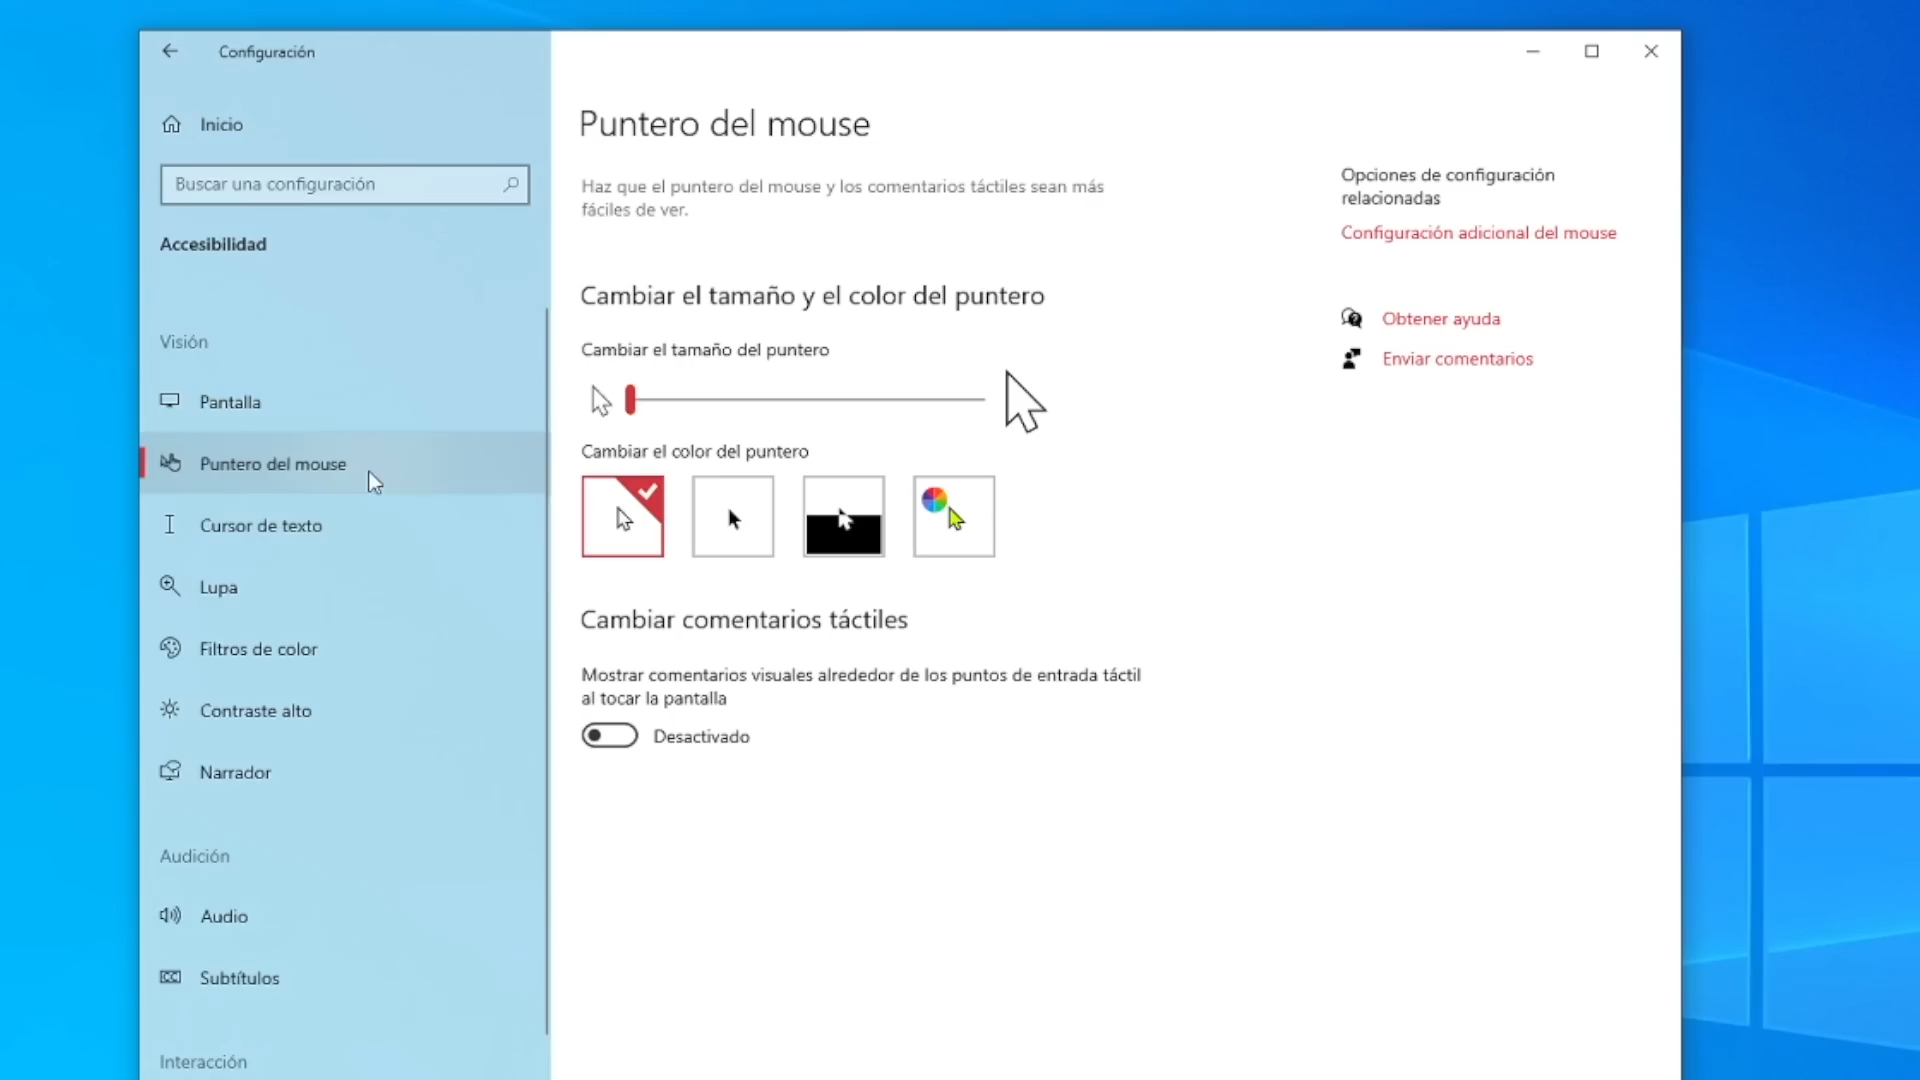 Configuración
Inicio
Buscar una configuración
Accesibilidad
Visión
Pantalla
Puntero del mouse
Cursor de texto
Lupa
Filtros de color
Contraste alto
Narrador
Audición
Audio
Subtítulos
Interacción
Puntero del mouse
Haz que el puntero del mouse y los comentarios táctiles sean más
fáciles de ver.
Cambiar el tamaño y el color del puntero
Cambiar el tamaño del puntero
Cambiar el color del puntero
Cambiar comentarios táctiles
Mostrar comentarios visuales alrededor de los puntos de entrada táctil
al tocar la pantalla
Desactivado
Opciones de configuración
relacionadas
Configuración adicional del mouse
Obtener ayuda
Enviar comentarios